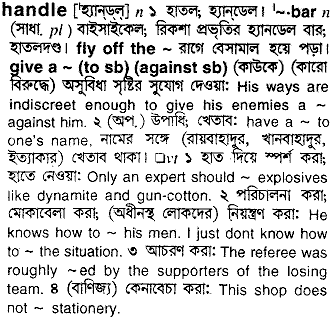 handle [ˈহ্যান্ড্ল্] n ১ হাতল; হ্যান্ডেল। ˈ~·bar n
(সাধা. pl) বাইসাইকেল; রিকশা প্রভৃতির হ্যানডেল বার;
হাতলদণ্ড। fly off the ~ রাগে বেসামাল হয়ে পড়া।
give a ~ (to sb) (against sb) (কাউকে) (কারো
বিরুদ্ধে) অসুবিধা সৃষ্টির সুযোগ দেওয়া: His ways are
indiscreet enough to give his enemies a ~
against him. ২ (অপ.) উপাধি; খেতাব: have a ~ to
one's name, নামের সঙ্গে (রায়বাহাদুর, খানবাহাদুর,
ইত্যাকার) খেতাব থাকা। □vt ১ হাত দিয়ে স্পর্শ করা;
হাতে নেওয়া: Only an expert should ~ explosives
like dynamite and gun-cotton. ২ পরিচালনা করা;
মোকাবেলা করা; (অধীনস্থ লোকদের) নিয়ন্ত্রণ করা: He
knows how to ~ his men. I just dont know how
to ~ the situation. ৩ আচরণ করা: The referee was
roughly ~ed by the supporters of the losing
team. ৪ (বাণিজ্য) কেনাবেচা করা: This shop does
not ~ stationery.